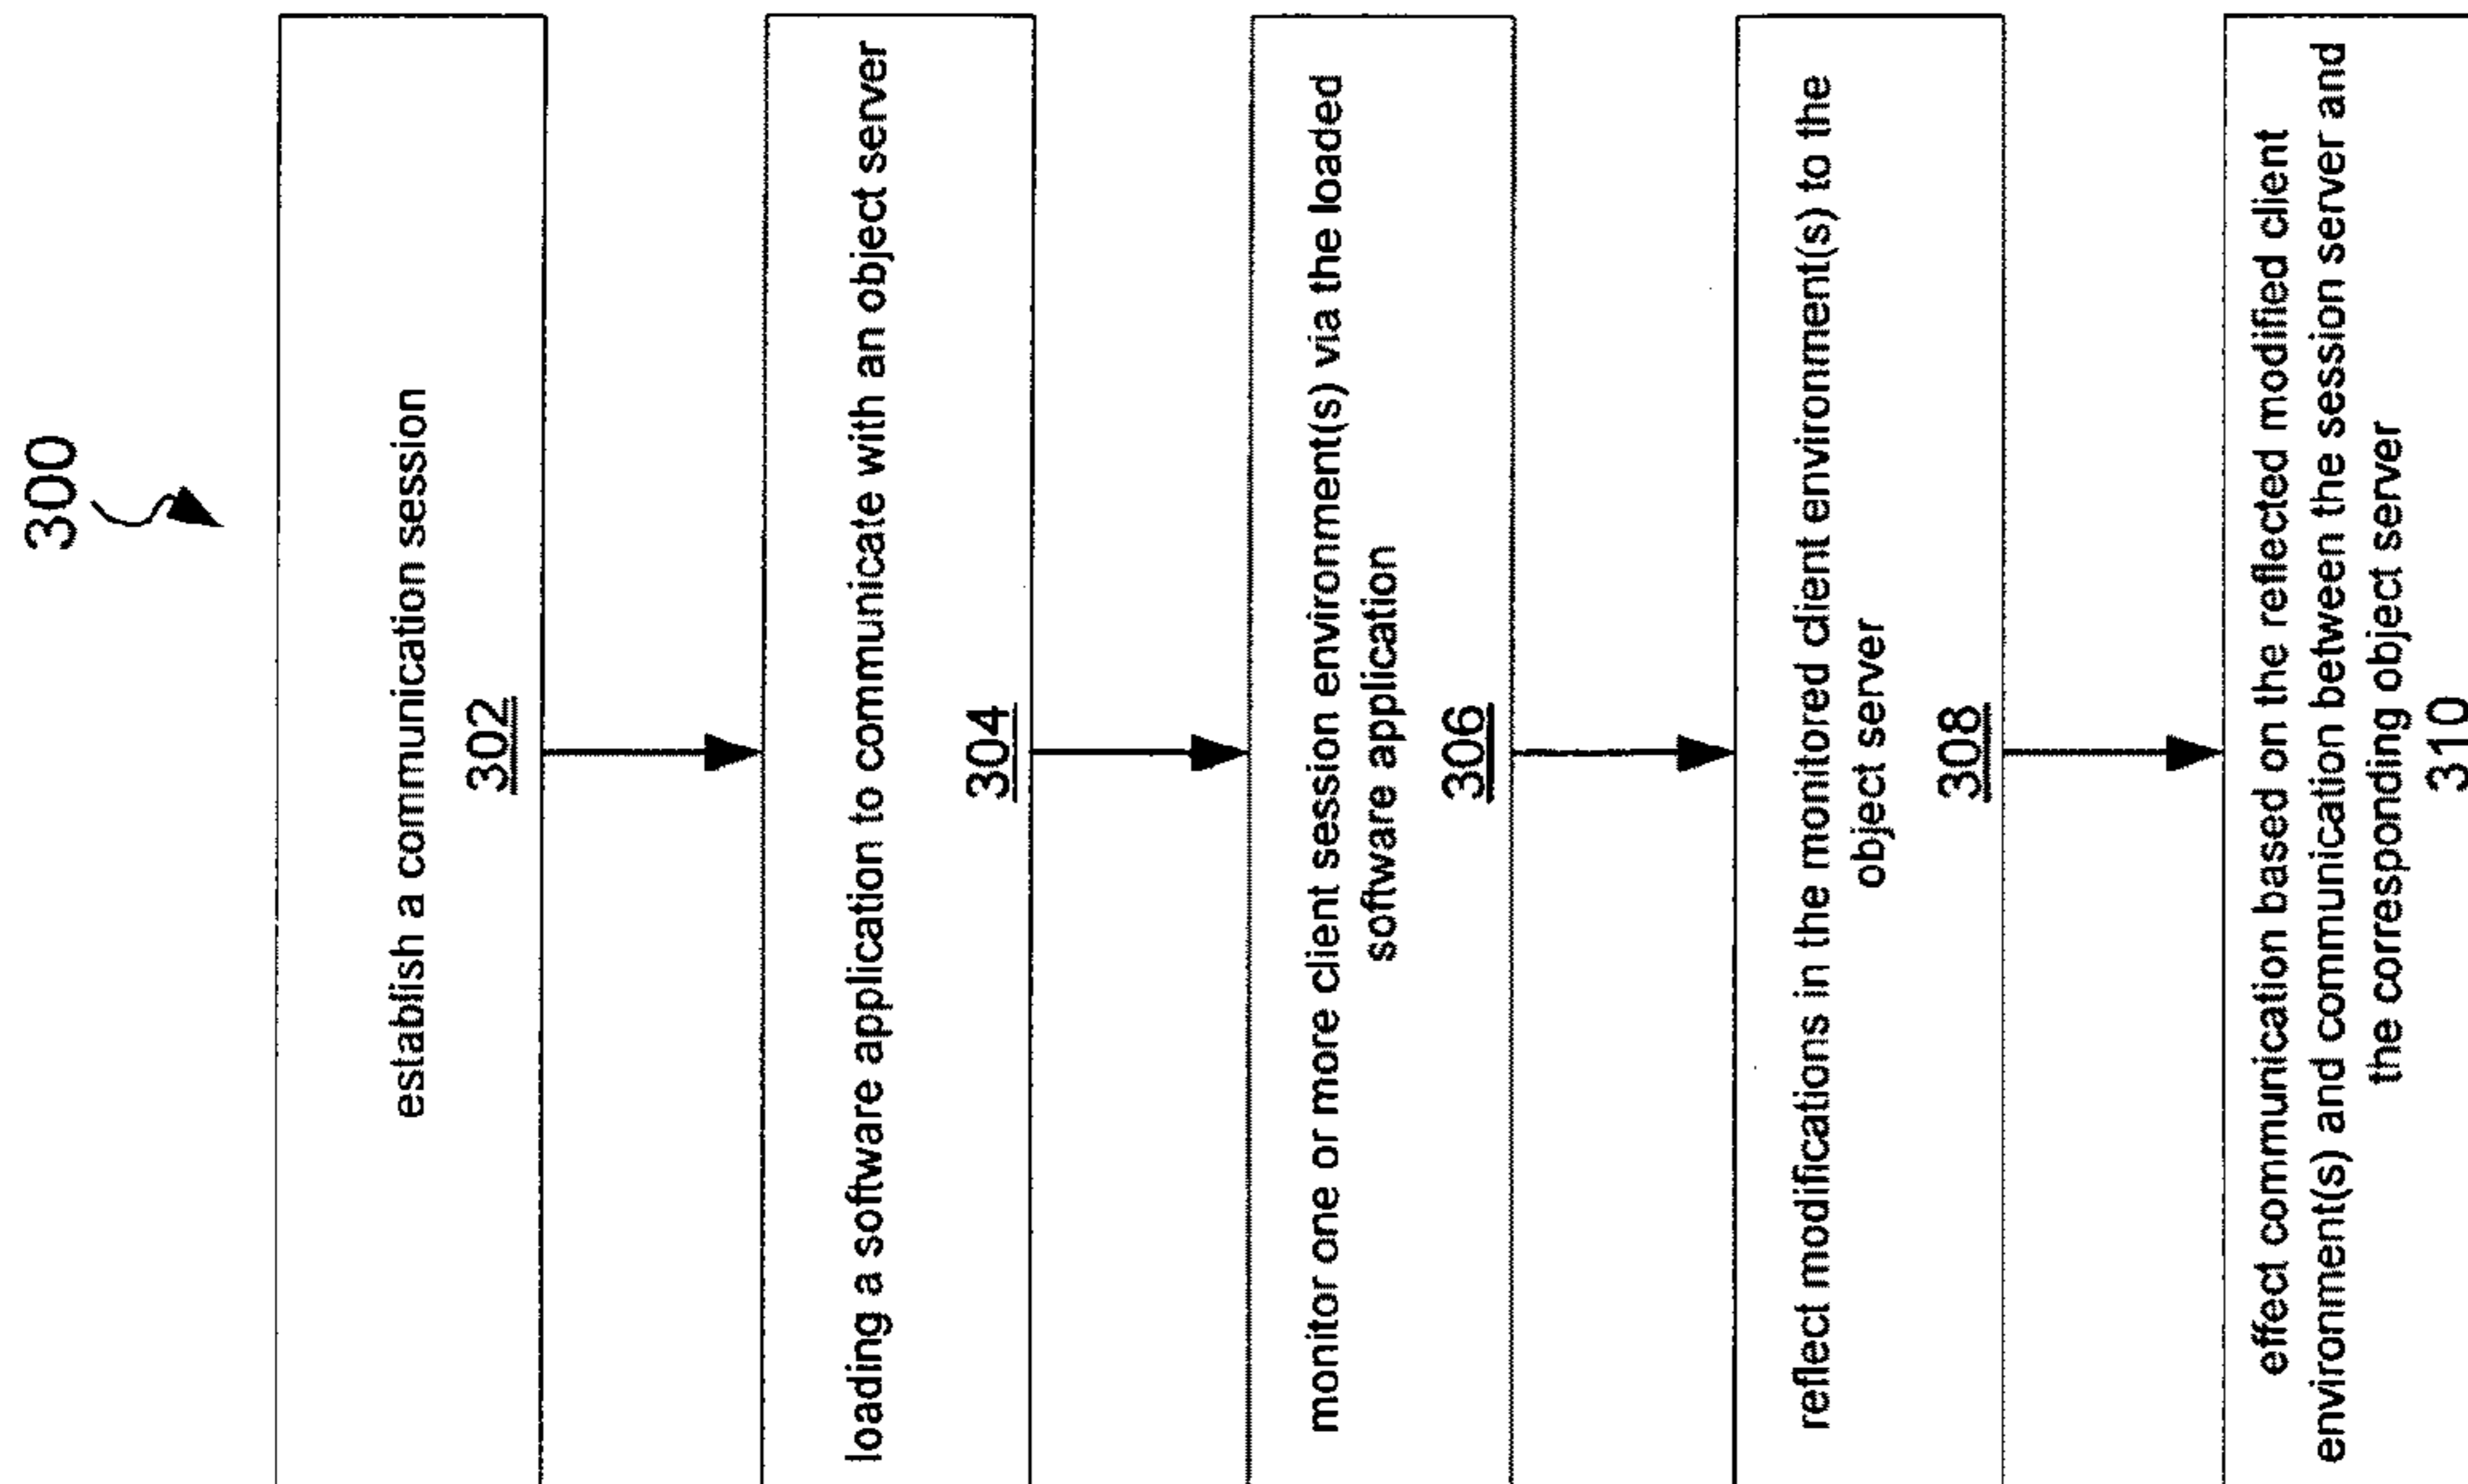 300
establish a communication session
302
loading a software application to communicate with an object server
304
monitor one or more client session environment(s) via the loaded
software application
306
reflect modifications in the monitored client environment(s) to the
object server
308
effect communication based on the reflected modified client
environment(s) and communication between the session server and
the corresponding object server
310